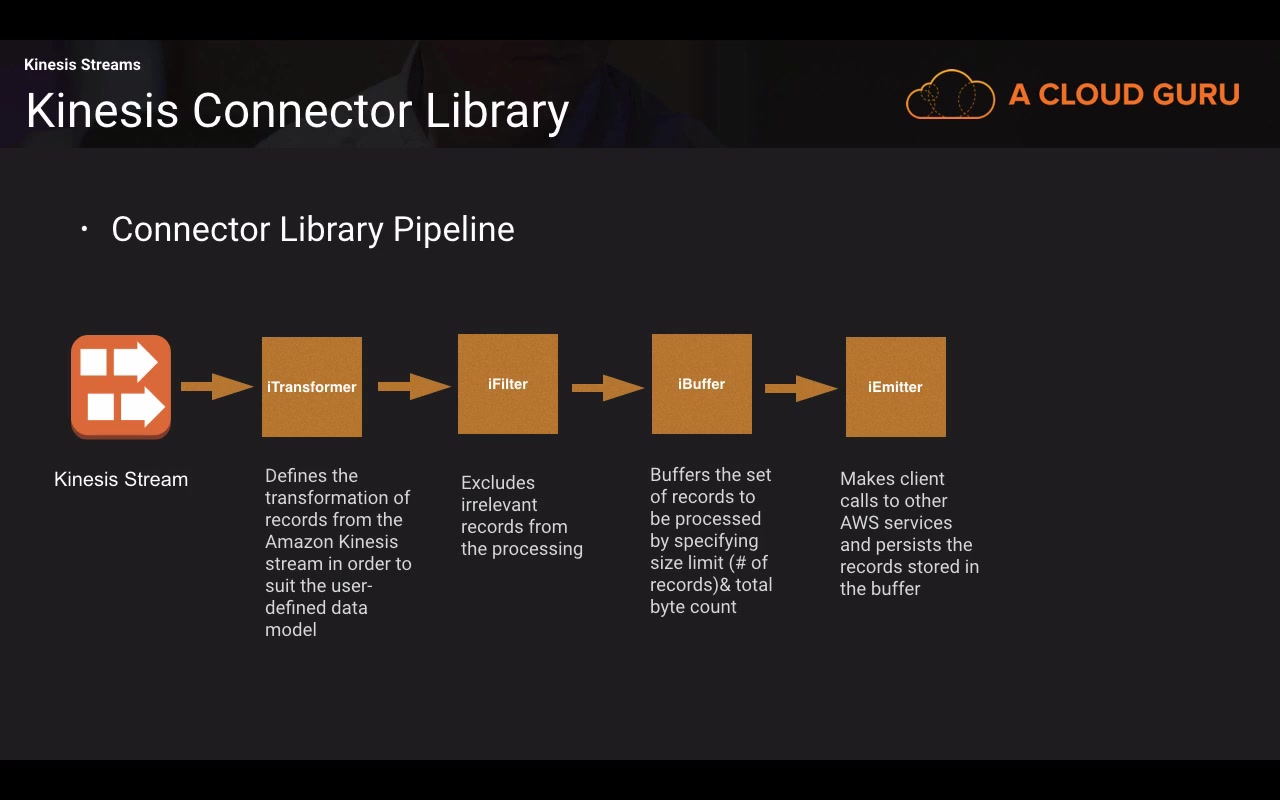 Kinesis Streams
Kinesis Connector Library
A CLOUD GURU
• Connector Library Pipeline
iTransformer
iFilter
iBuffer
iEmitter
Kinesis Stream
Defines the
transformation of
records from the
Amazon Kinesis
stream in order to
suit the user-
defined data
model
Excludes
irrelevant
records from
the processing
Buffers the set
of records to
be processed
by specifying
size limit (# of
records)& total
byte count
Makes client
calls to other
AWS services
and persists the
records stored in
the buffer